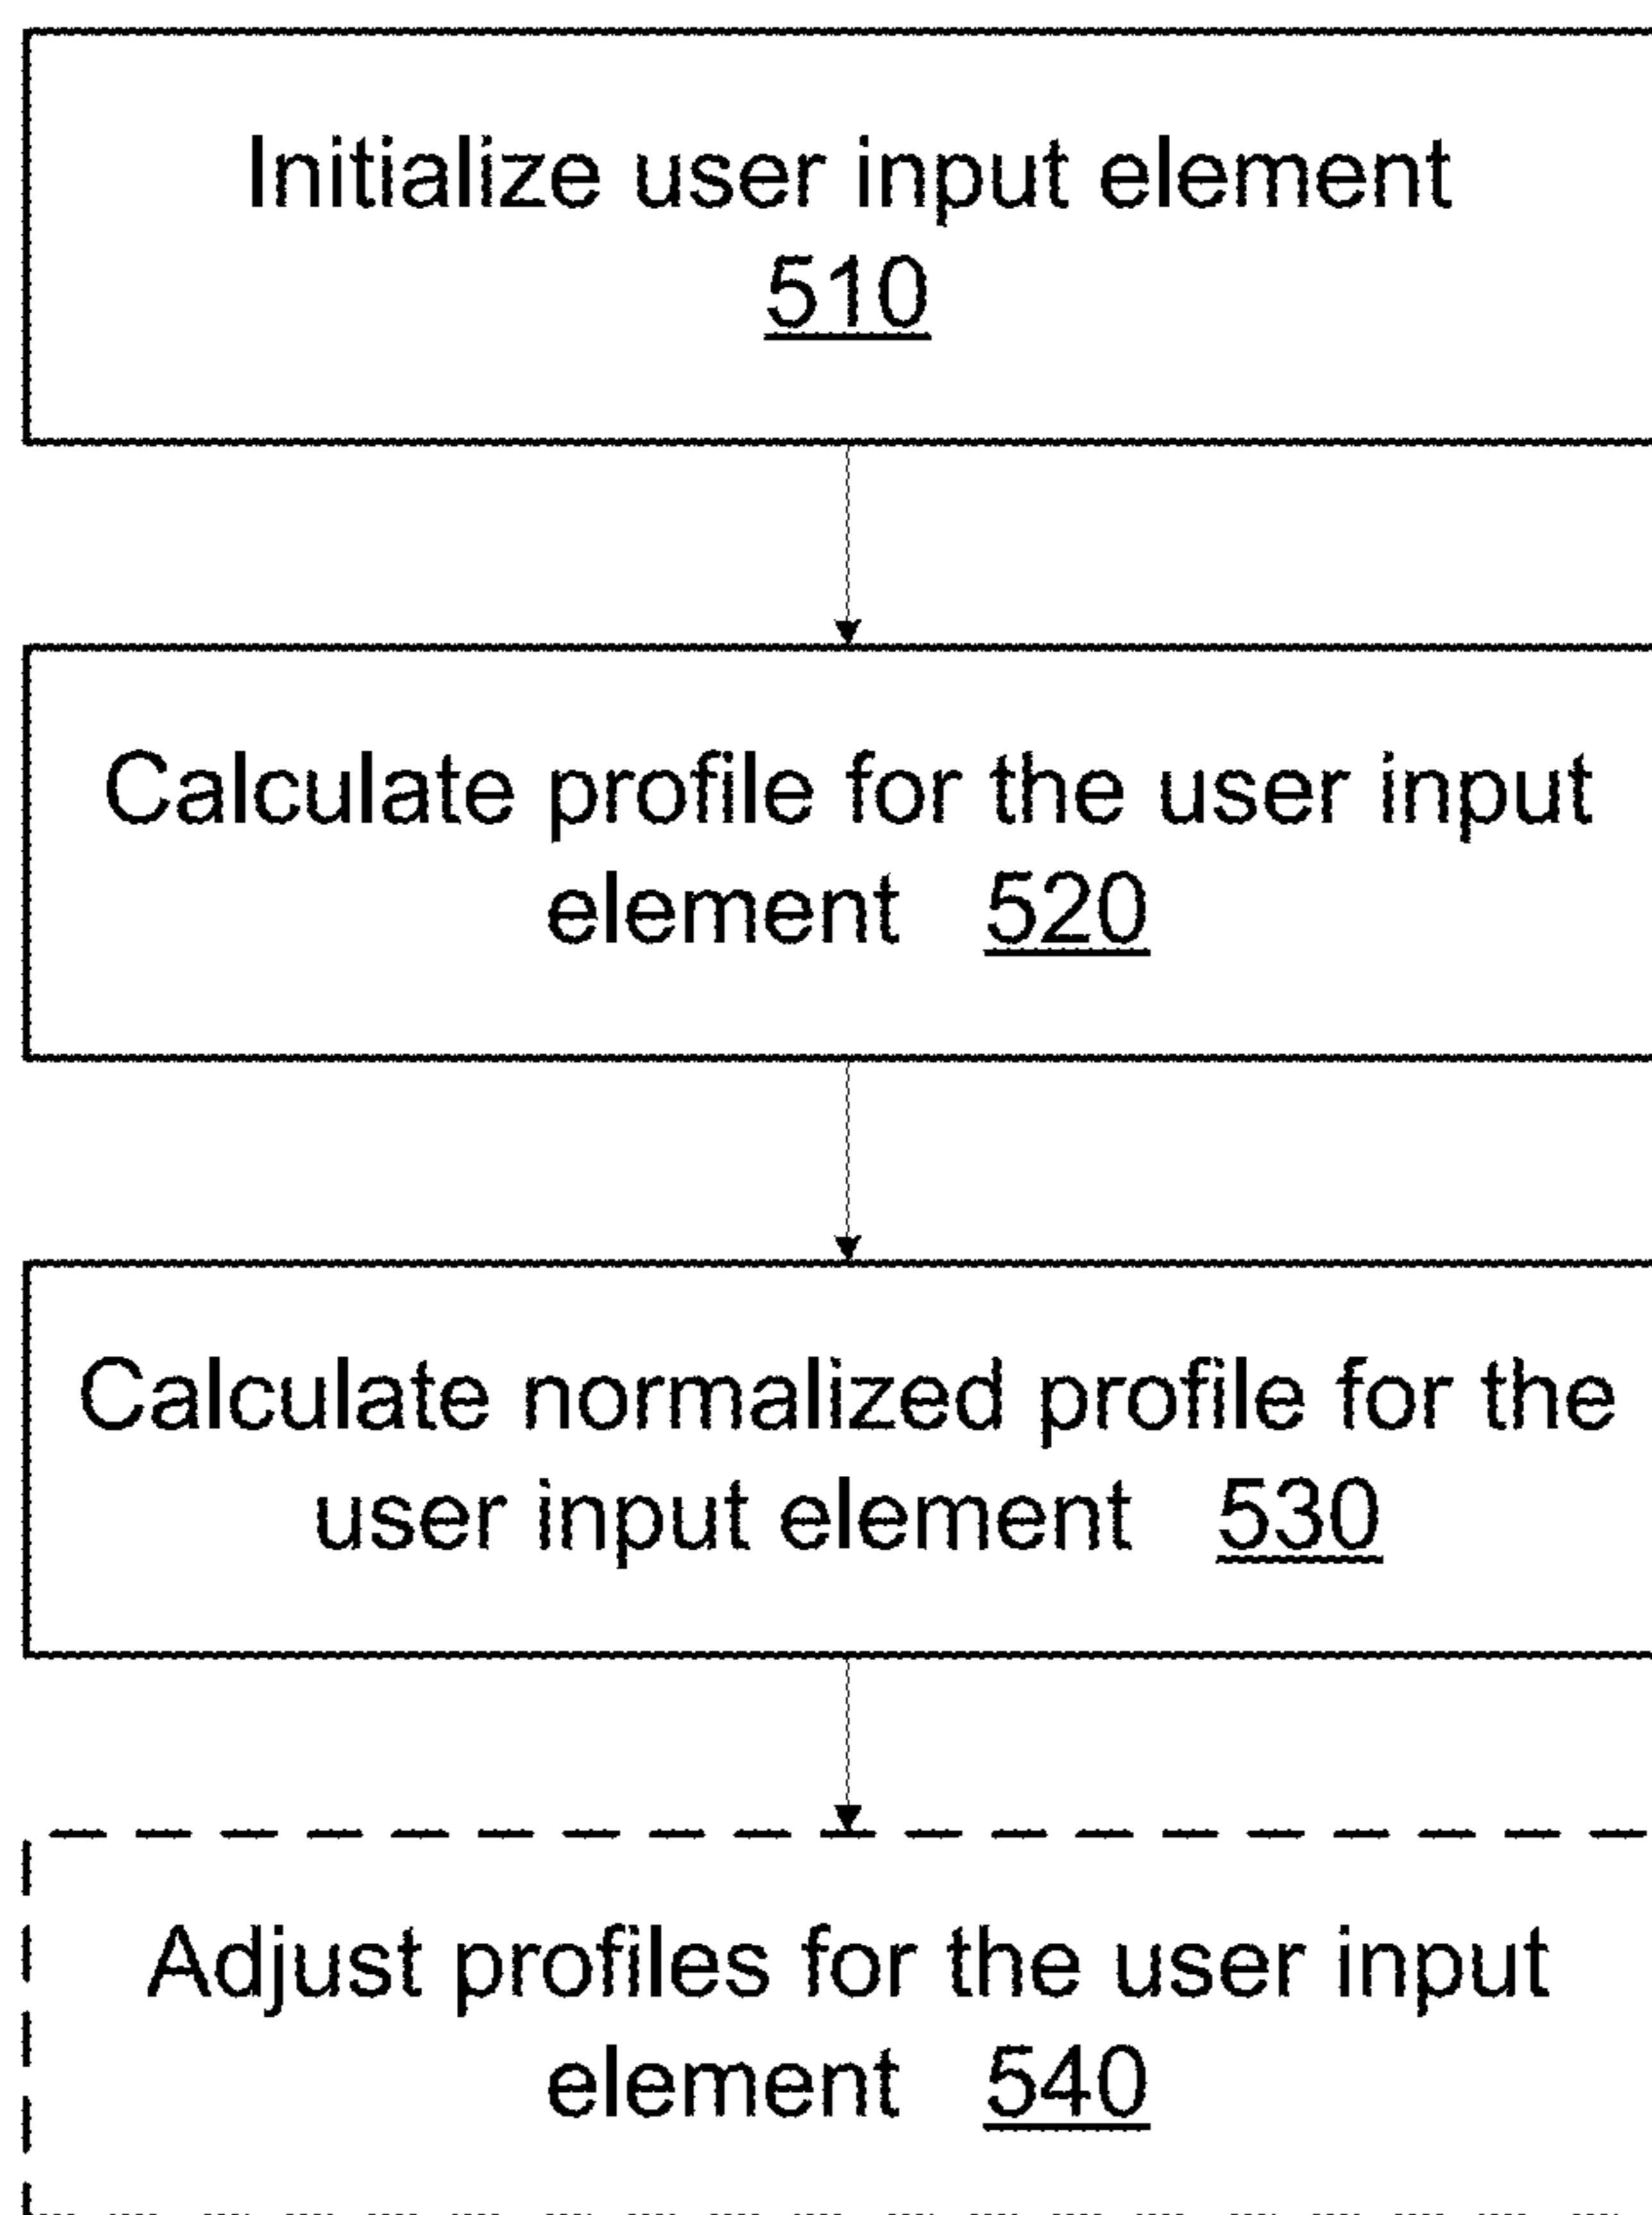 Initialize user input element
510
Calculate profile for the user input
element 520
Calculate normalized profile for the
user input element 530
Adjust profiles for the user input
element 540